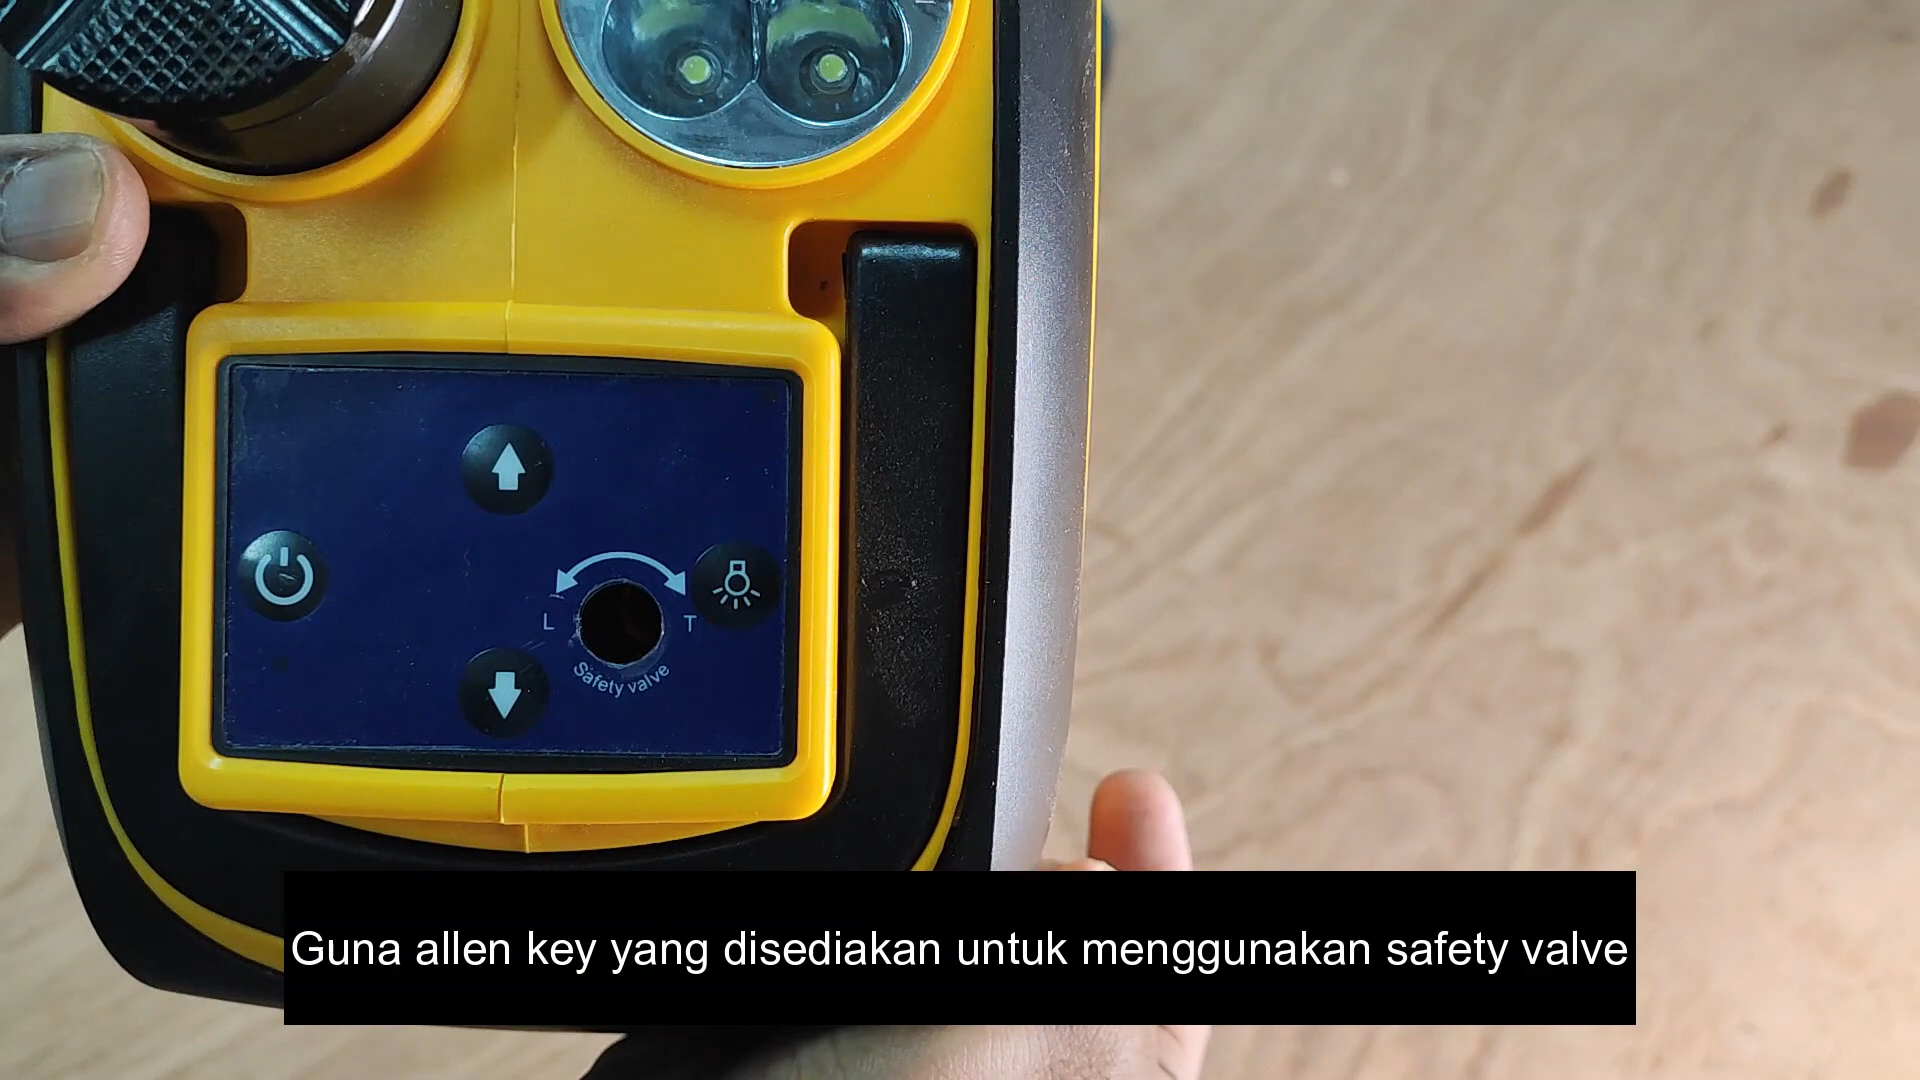 L T
Safety valve
Guna allen key yang disediakan untuk menggunakan safety valve